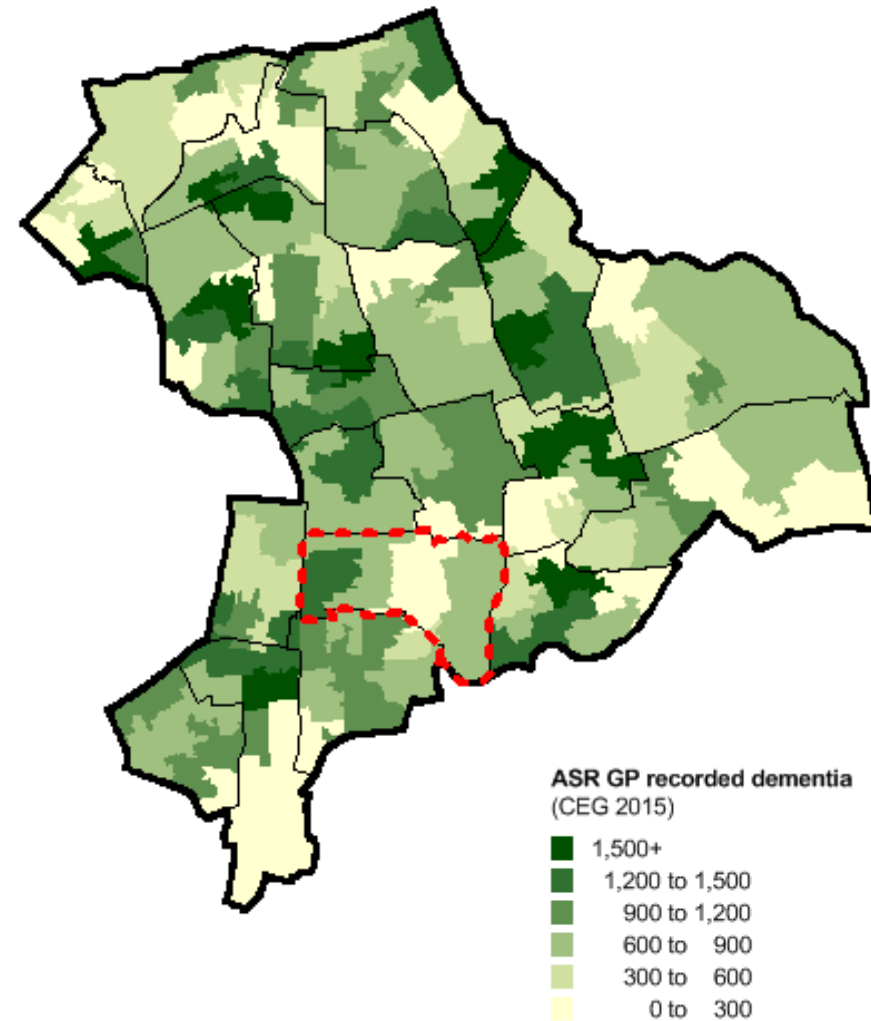 ASR GP recorded dementia
(CEG 2015)
1,500+
1,200 to 1,500
900 to 1,200
600 to 900
300 to 600
0 to 300